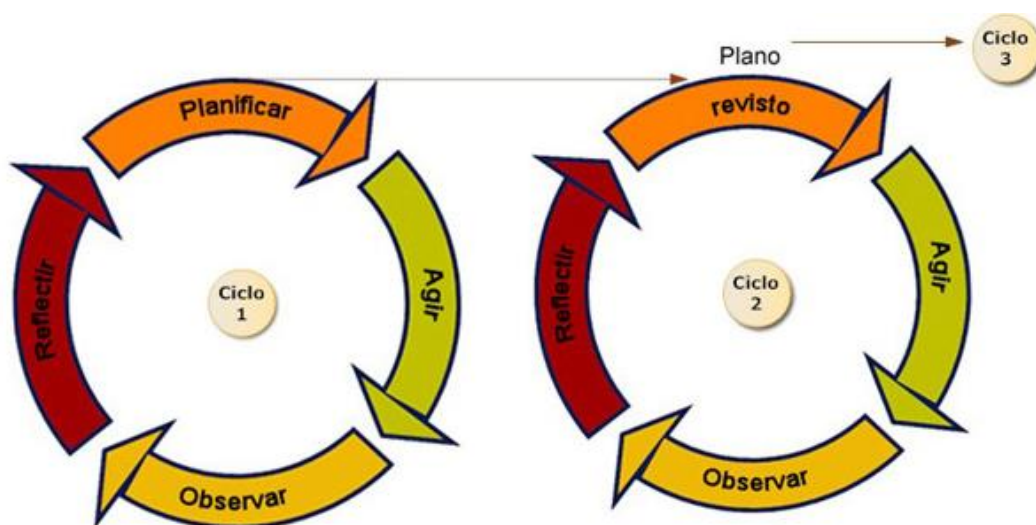 Ciclo
3
Plano
Planificar
revisto
Reflectir
Agir
Ciclo
1
Observar
Reflectir
Agir
Ciclo
2
Observar